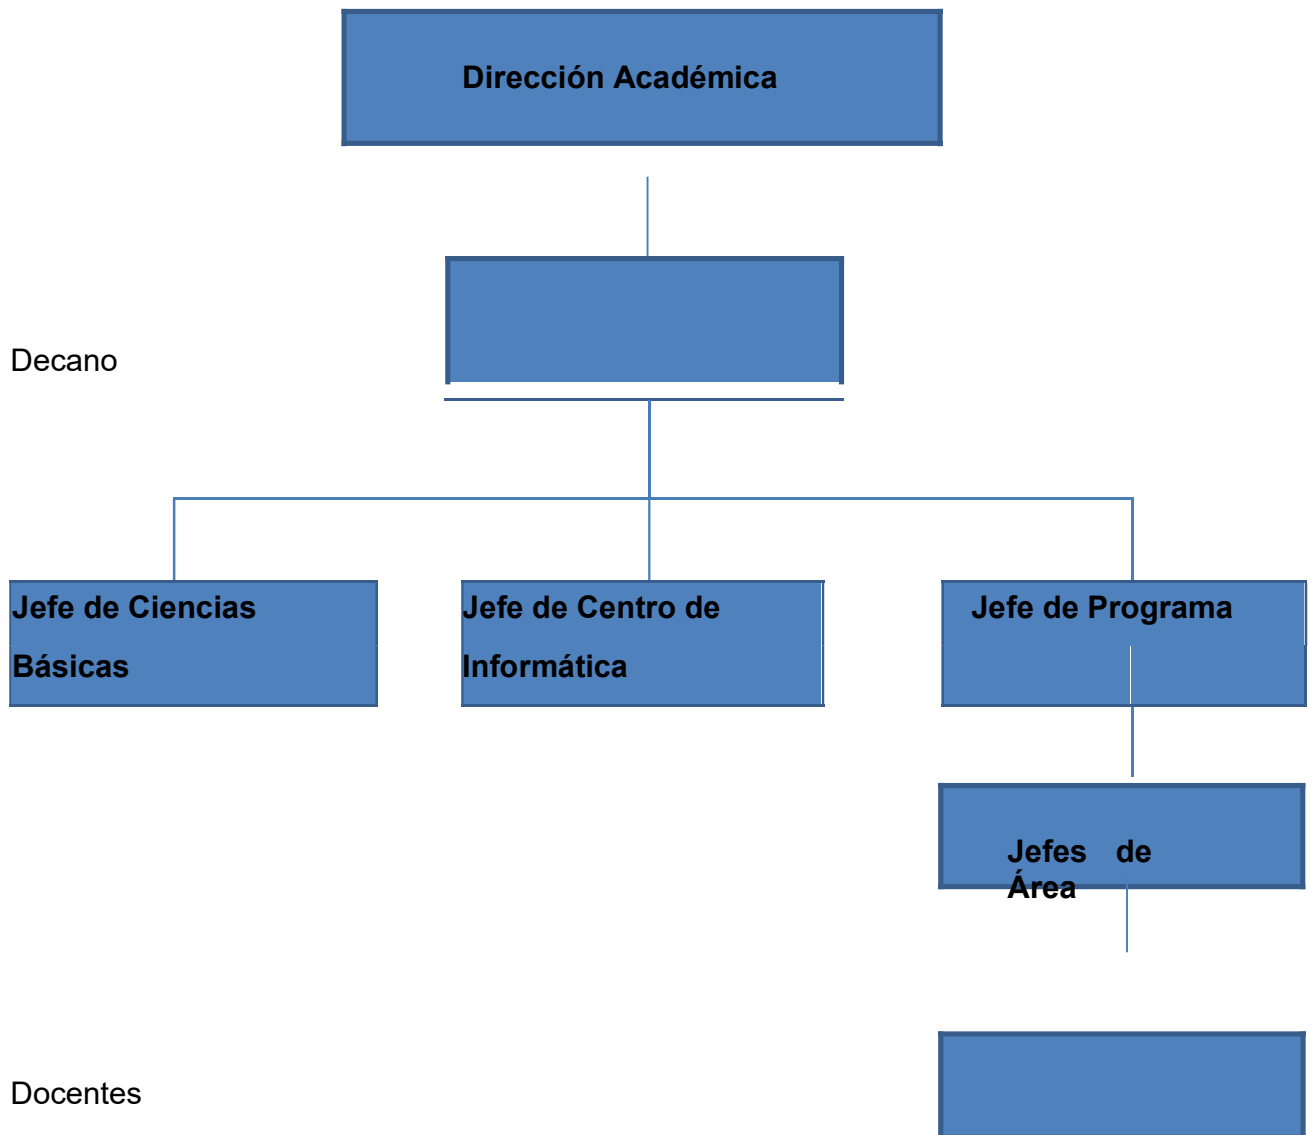 Dirección Académica
Decano
Jefe de Ciencias
Básicas
Jefe de Centro de
Informática
Jefe de Programa
Jefes de
Área
Docentes